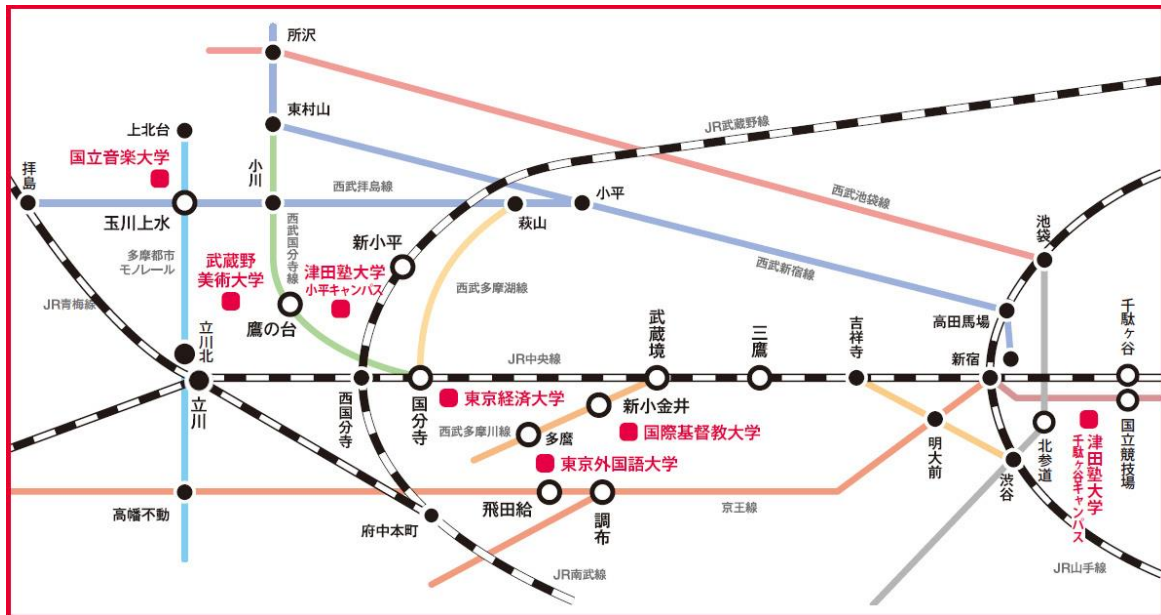 所沢
東村山
JR武蔵野線
上北台
国立音楽大学
拝島
小川
西武拝島線
小平
西武池袋線
玉川上水
萩山
池袋
西武国分寺線
新小平
多摩都市
モノレール
武蔵野
美術大学
津田塾大学
小平キャンパス
西武多摩湖線
西武新宿線
JR青梅線
鷹の台
高田馬場
千駄ヶ谷
立川北
JR中央線
武蔵境
三鷹
吉祥寺
新宿
立川
西国分寺
国分寺
東京経済大学
新小金井
西武多摩川線
多磨
国際基督教大学
明大前
北参道
津田塾大学
千駄ヶ谷キャンパス
国立競技場
東京外国語大学
渋谷
高幡不動
飛田給
調布
京王線
府中本町
JR南武線
JR山手線